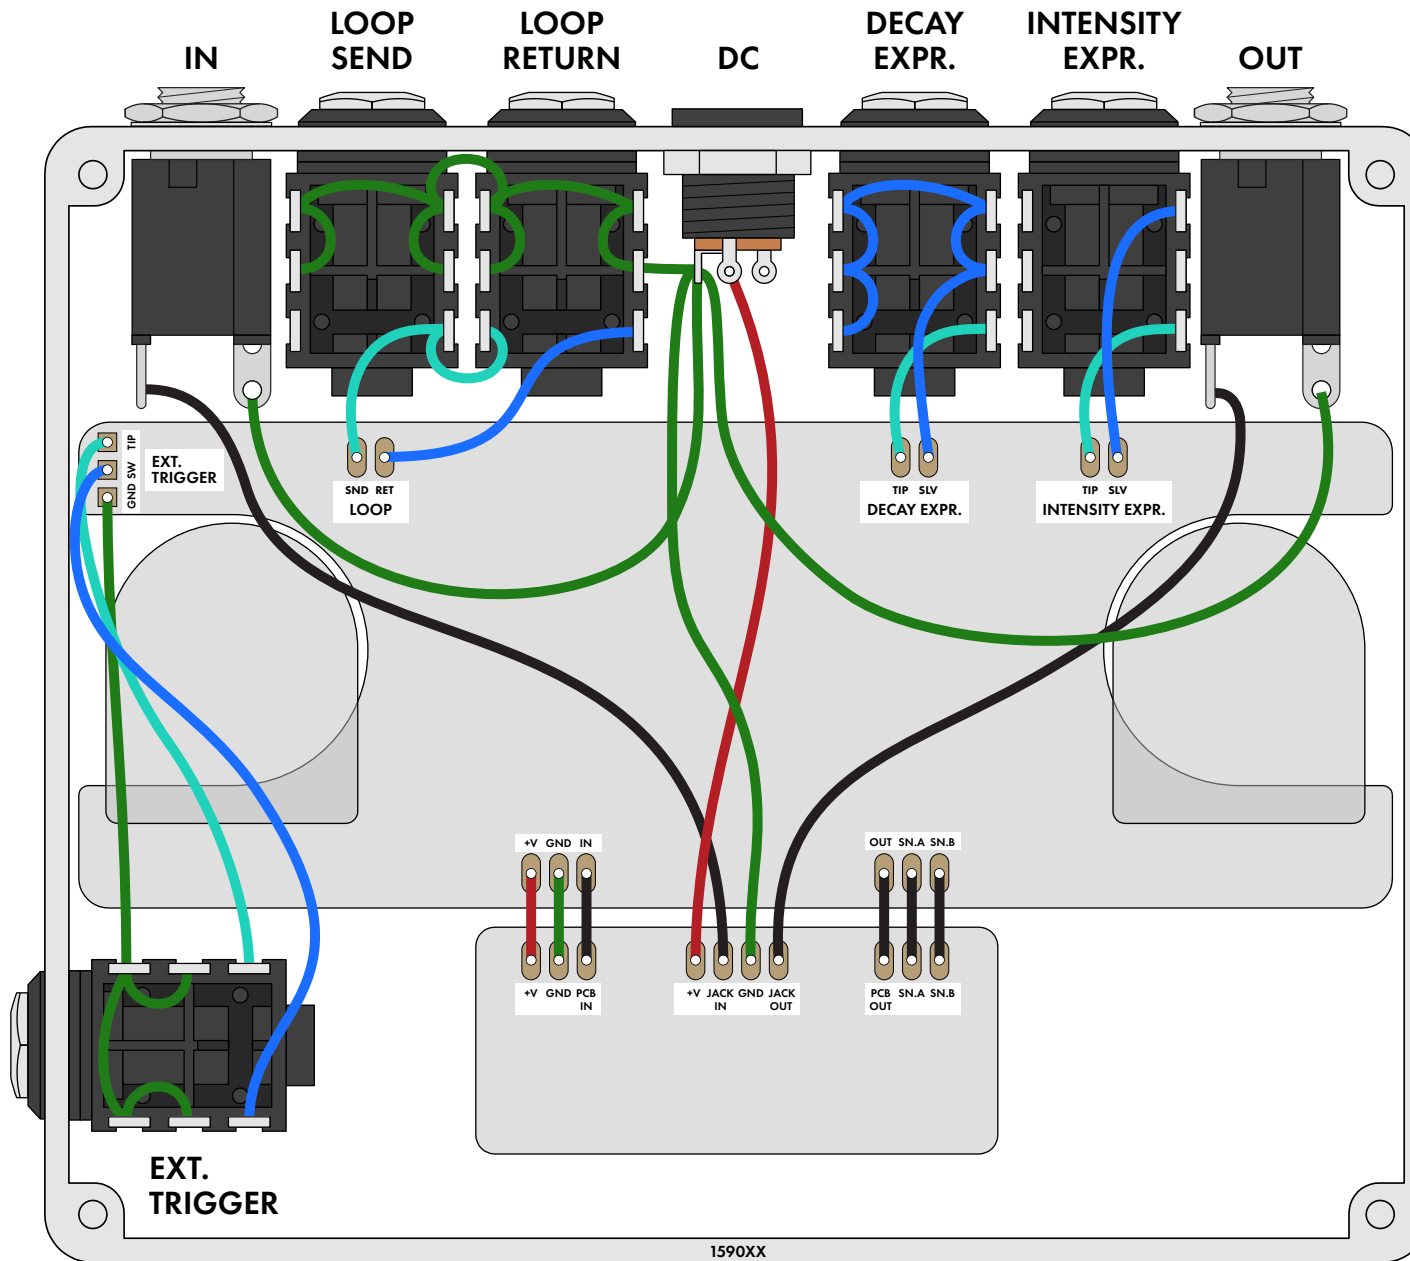 IN
LOOP
SEND
LOOP
RETURN
DC
DECAY
EXPR.
INTENSITY
EXPR.
OUT
TIP
SW
GND
EXT.
TRIGGER
SND RET
LOOP
TIP SLV
DECAY EXPR.
TIP SLV
INTENSITY EXPR.
+V GND IN
OUT SN.A SN.B
+V GND PCB
IN
+V JACK GND JACK
IN OUT
PCB SN.A SN.B
OUT
EXT.
TRIGGER
1590XX